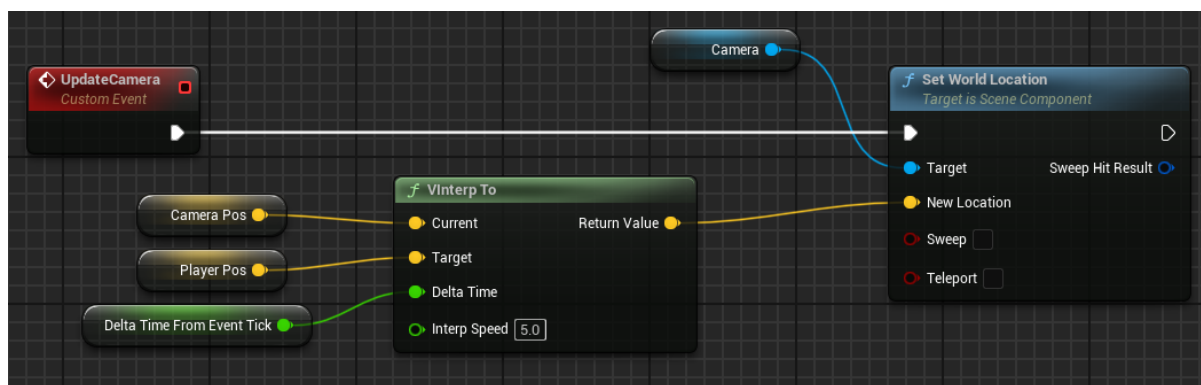 Camera
UpdateCamera
Custom Event
f Set World Location
Target is Scene Component
Target
Sweep Hit Result
New Location
Sweep
Teleport
f VInterp To
Camera Pos
Current
Return Value
Player Pos
Target
Delta Time From Event Tick
Delta Time
Interp Speed 5.0